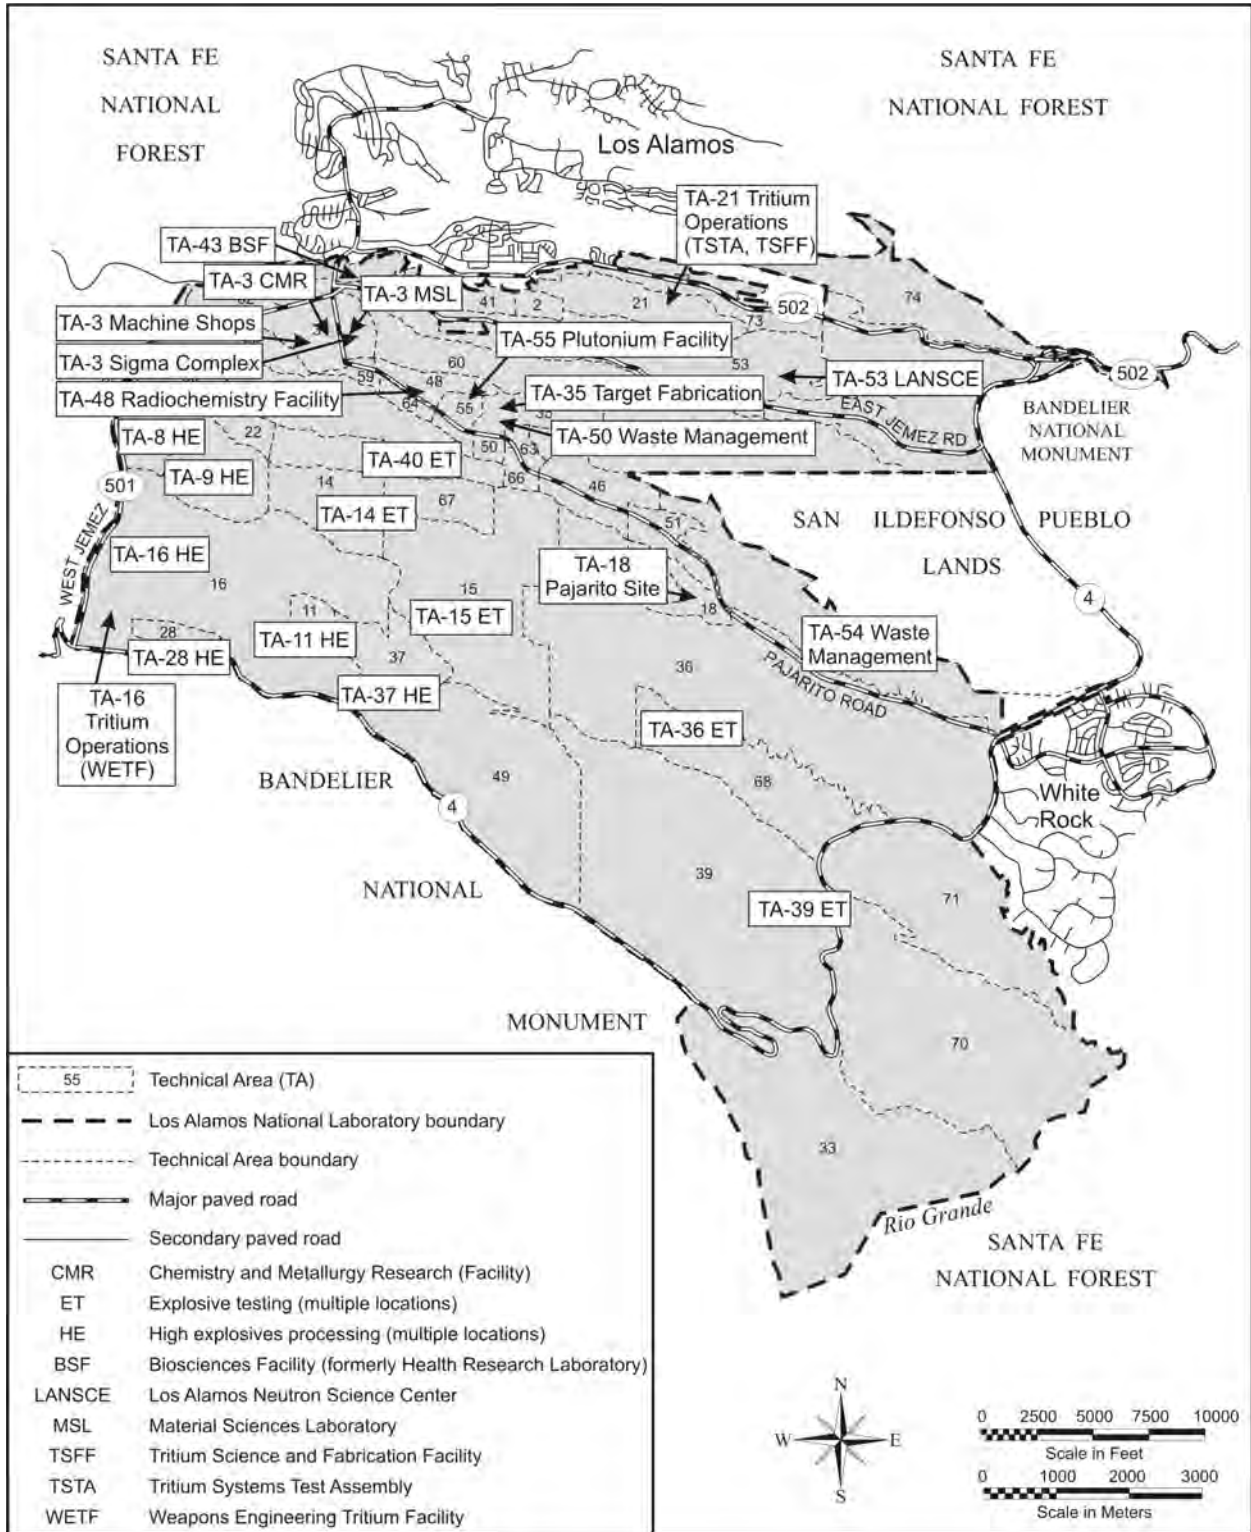 SANTA FE
NATIONAL
FOREST
SANTA FE
NATIONAL FOREST
Los Alamos
TA-21 Tritium
Operations
(TSTA, TSFF)
TA-43 BSF
TA-3 CMR
TA-3 MSL
41
2
21
73
502
74
TA-3 Machine Shops
TA-3 Sigma Complex
TA-48 Radiochemistry Facility
TA-55 Plutonium Facility
60
59
48
64
55
53
TA-53 LANSCE
502
TA-35 Target Fabrication
35
EAST
JEMEZ RD
TA-50 Waste Management
BANDELIER
NATIONAL
MONUMENT
TA-8 HE
22
50
63
TA-40 ET
TA-9 HE
501
14
66
46
67
TA-14 ET
51
SAN ILDEFONSO PUEBLO
LANDS
WEST JEMEZ
TA-16 HE
16
TA-18
Pajarito Site
18
15
TA-15 ET
4
11
TA-11 HE
28
TA-28 HE
37
TA-37 HE
36
TA-54 Waste
Management
PAJARITO ROAD
TA-16
Tritium
Operations
(WETF)
TA-36 ET
BANDELIER
49
68
4
White
Rock
NATIONAL
39
TA-39 ET
71
MONUMENT
70
33
Rio Grande
SANTA FE
NATIONAL FOREST
55 Technical Area (TA)
Los Alamos National Laboratory boundary
Technical Area boundary
Major paved road
Secondary paved road
CMR Chemistry and Metallurgy Research (Facility)
ET Explosive testing (multiple locations)
HE High explosives processing (multiple locations)
BSF Biosciences Facility (formerly Health Research Laboratory)
LANSCE Los Alamos Neutron Science Center
MSL Material Sciences Laboratory
TSFF Tritium Science and Fabrication Facility
TSTA Tritium Systems Test Assembly
WETF Weapons Engineering Tritium Facility
N
W E
S
0 2500 5000 7500 10000
Scale in Feet
0 1000 2000 3000
Scale in Meters